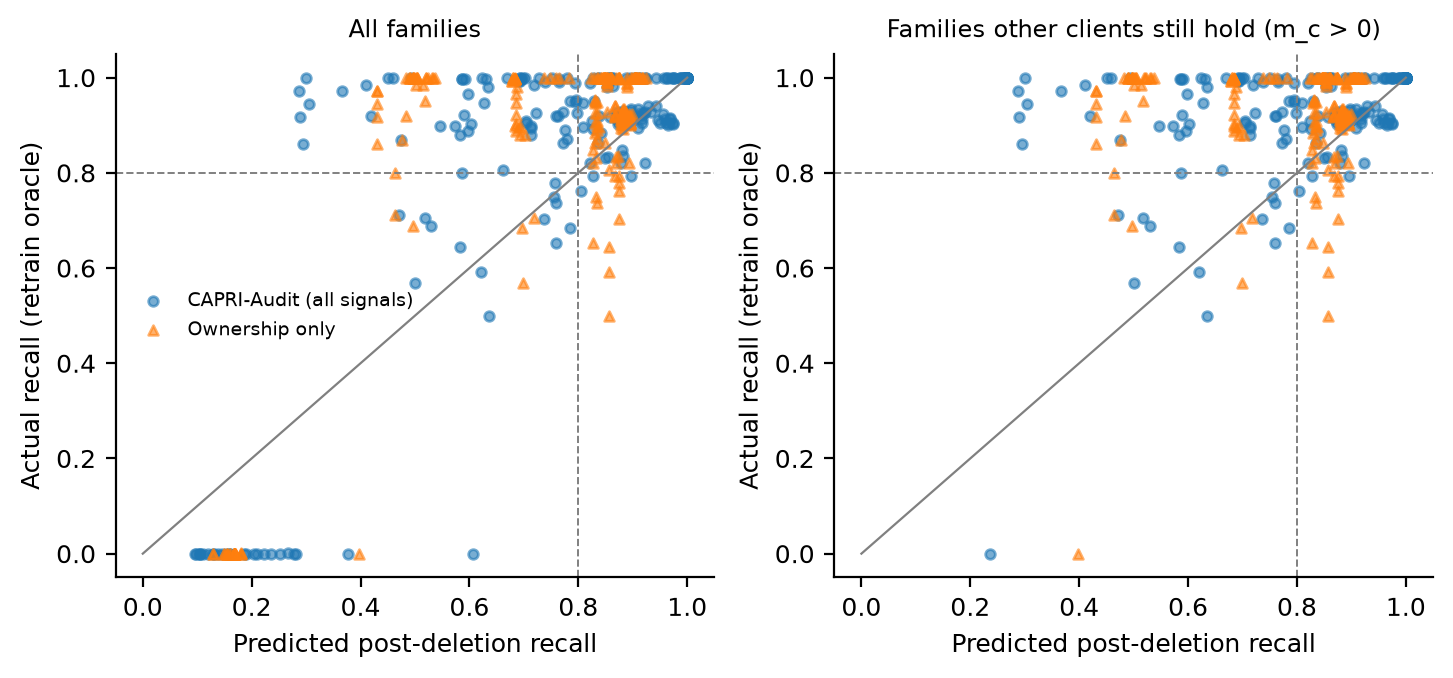 All families
Families other clients still hold (m_c > 0)
1.0
0.8
0.6
0.4
0.2
0.0
Actual recall (retrain oracle)
CAPRI-Audit (all signals)
Ownership only
0.0 0.2 0.4 0.6 0.8 1.0
Predicted post-deletion recall
1.0
0.8
0.6
0.4
0.2
0.0
Actual recall (retrain oracle)
0.0 0.2 0.4 0.6 0.8 1.0
Predicted post-deletion recall